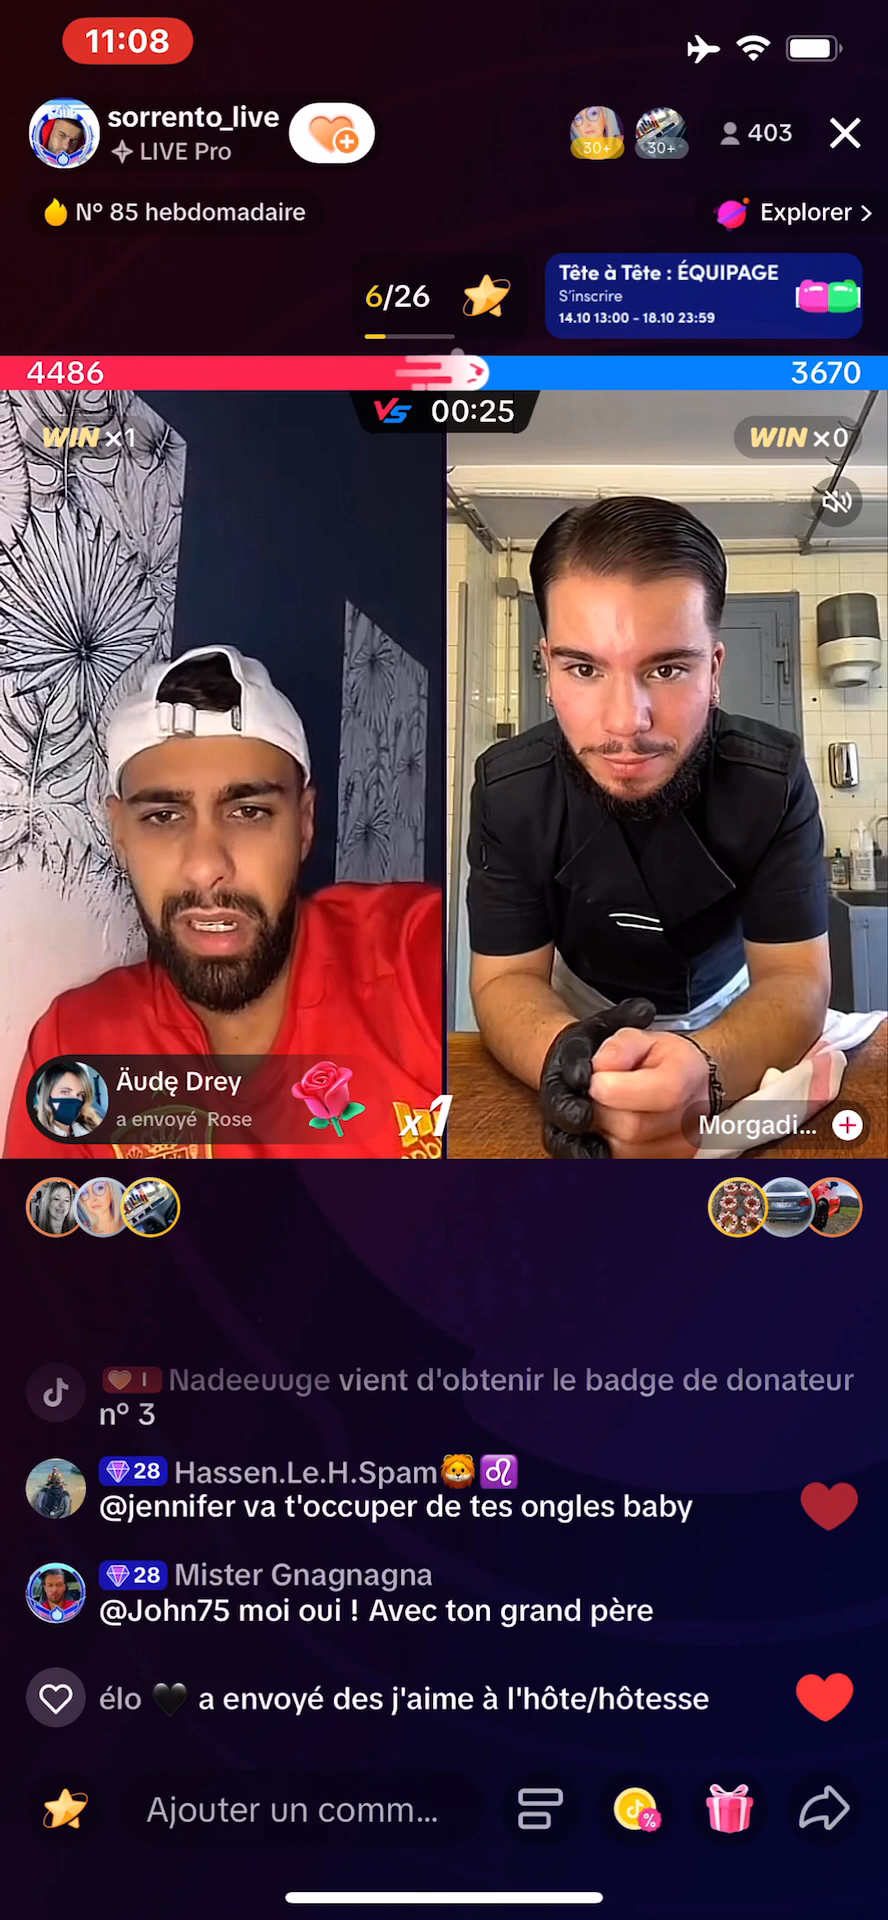 11:08
sorrento_live
LIVE Pro
30+
30+
403
N° 85 hebdomadaire
Explorer >
6/26
Tête à Tête : ÉQUIPAGE
S'inscrire
14.10 13:00 - 18.10 23:59
4486
3670
VS 00:25
WIN x1
WIN x0
Äudę Drey
a envoyé Rose
x1
Morgadi...
I Nadeeuuge vient d'obtenir le badge de donateur
n° 3
28 Hassen.Le.H.Spam🦁♌
@jennifer va t'occuper de tes ongles baby
28 Mister Gnagnagna
@John75 moi oui ! Avec ton grand père
élo 🖤 a envoyé des j'aime à l'hôte/hôtesse
Ajouter un comm...